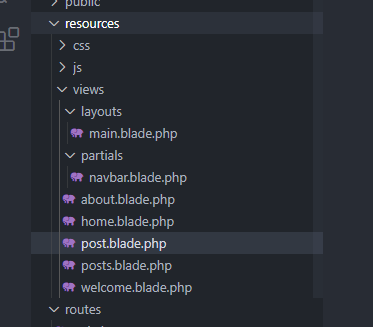 public
resources
css
js
views
layouts
main.blade.php
partials
navbar.blade.php
about.blade.php
home.blade.php
post.blade.php
posts.blade.php
welcome.blade.php
routes